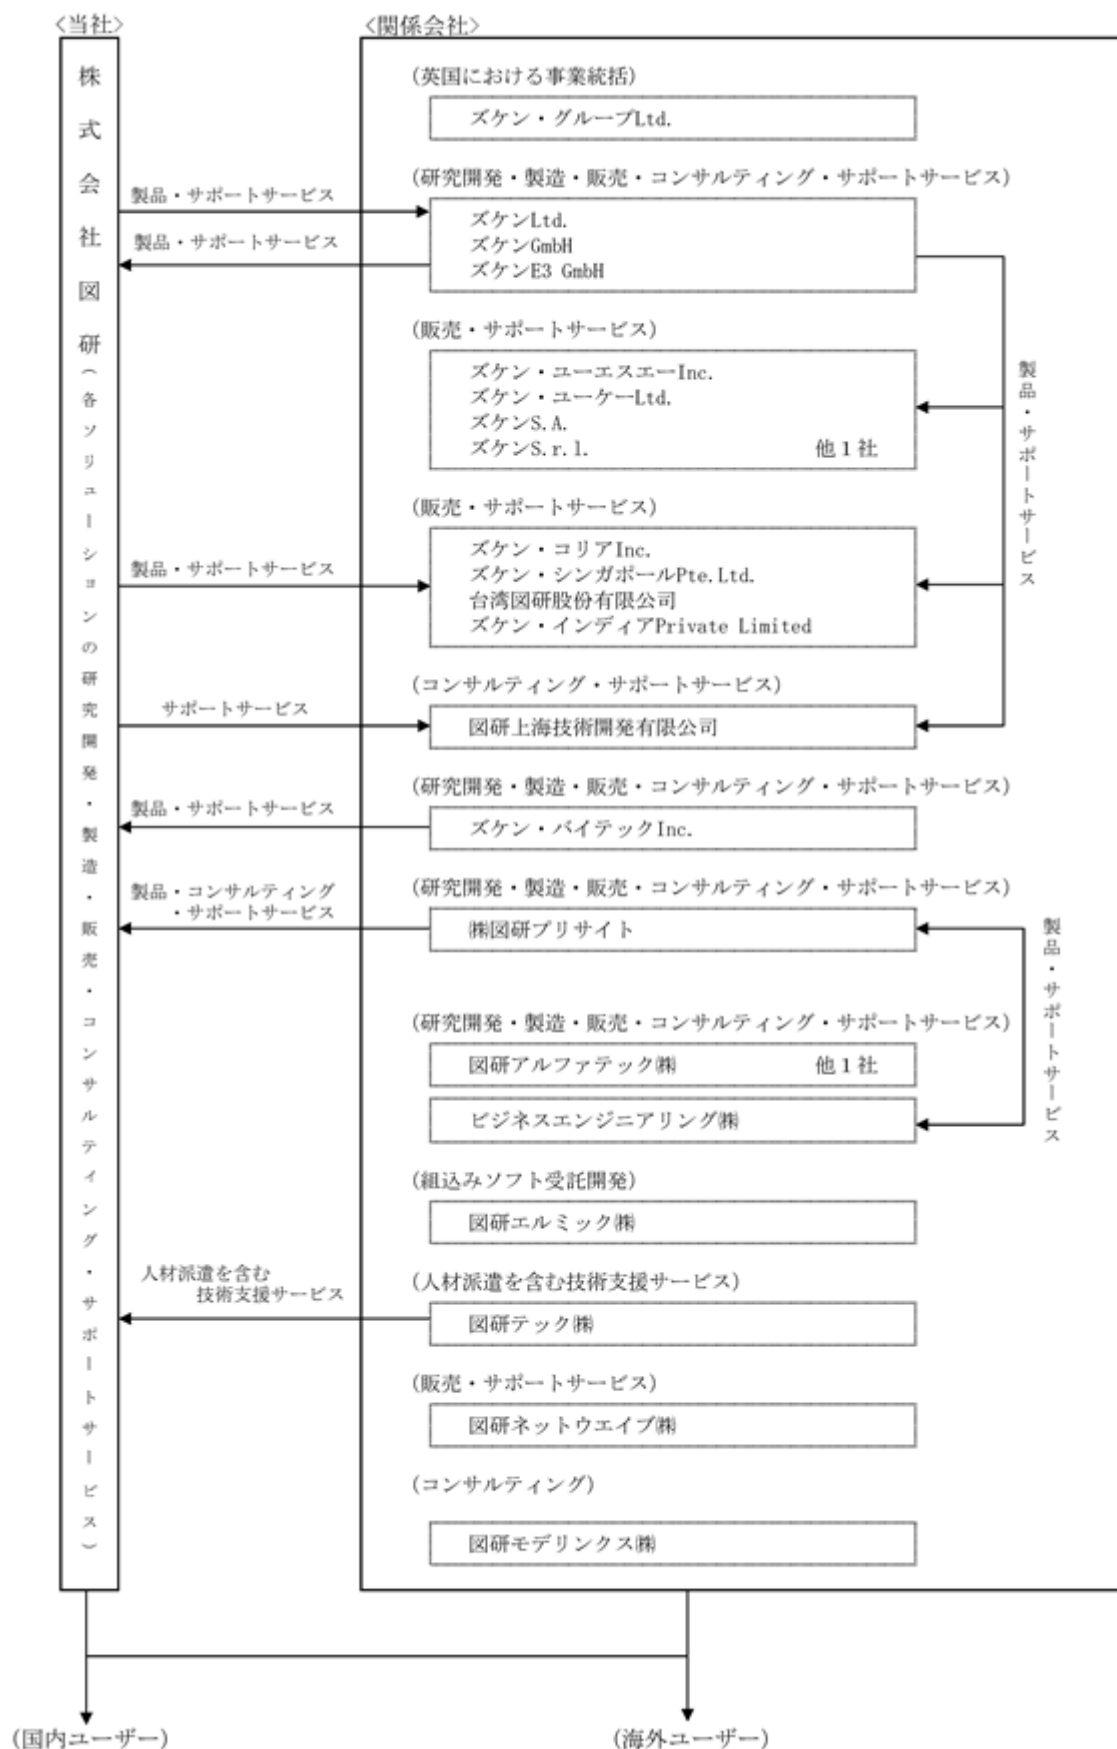 <当社>
<関係会社>
株式会社図研(各ソリューションの研究開発・製造・販売・コンサルティング・サポートサービス)
(英国における事業統括)
ズケン・グループLtd.
(研究開発・製造・販売・コンサルティング・サポートサービス)
製品・サポートサービス
ズケンLtd.
製品・サポートサービス
ズケンGmbH
ズケンE3 GmbH
(販売・サポートサービス)
ズケン・ユーエスエーInc.
ズケン・ユーケーLtd.
ズケンS.A.
ズケンS.r.l. 他1社
製品・サポートサービス
(販売・サポートサービス)
ズケン・コリアInc.
製品・サポートサービス
ズケン・シンガポールPte.Ltd.
台湾図研股份有限公司
ズケン・インディアPrivate Limited
(コンサルティング・サポートサービス)
サポートサービス
図研上海技術開発有限公司
(研究開発・製造・販売・コンサルティング・サポートサービス)
製品・サポートサービス
ズケン・バイテックInc.
(研究開発・製造・販売・コンサルティング・サポートサービス)
製品・コンサルティング
・サポートサービス
㈱図研プリサイト
製品・サポートサービス
(研究開発・製造・販売・コンサルティング・サポートサービス)
図研アルファテック㈱ 他1社
ビジネスエンジニアリング㈱
(組込みソフト受託開発)
図研エルミック㈱
人材派遣を含む
技術支援サービス
(人材派遣を含む技術支援サービス)
図研テック㈱
(販売・サポートサービス)
図研ネットウエイブ㈱
(コンサルティング)
図研モデリンクス㈱
(国内ユーザー)
(海外ユーザー)